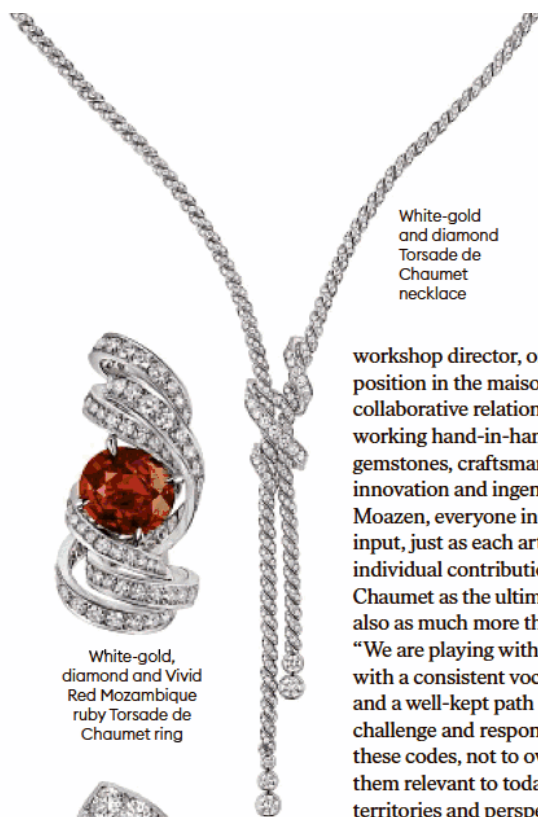 White-gold
and diamond
Torsade de
Chaumet
necklace
workshop director, o
position in the maiso
collaborative relation
working hand-in-han
gemstones, craftsman
innovation and ingen
Moazen, everyone in
input, just as each art
individual contributio
Chaumet as the ultim
also as much more th
“We are playing with
with a consistent voc
and a well-kept path
challenge and respon
these codes, not to ov
them relevant to toda
territories and perspe
White-gold,
diamond and Vivid
Red Mozambique
ruby Torsade de
Chaumet ring